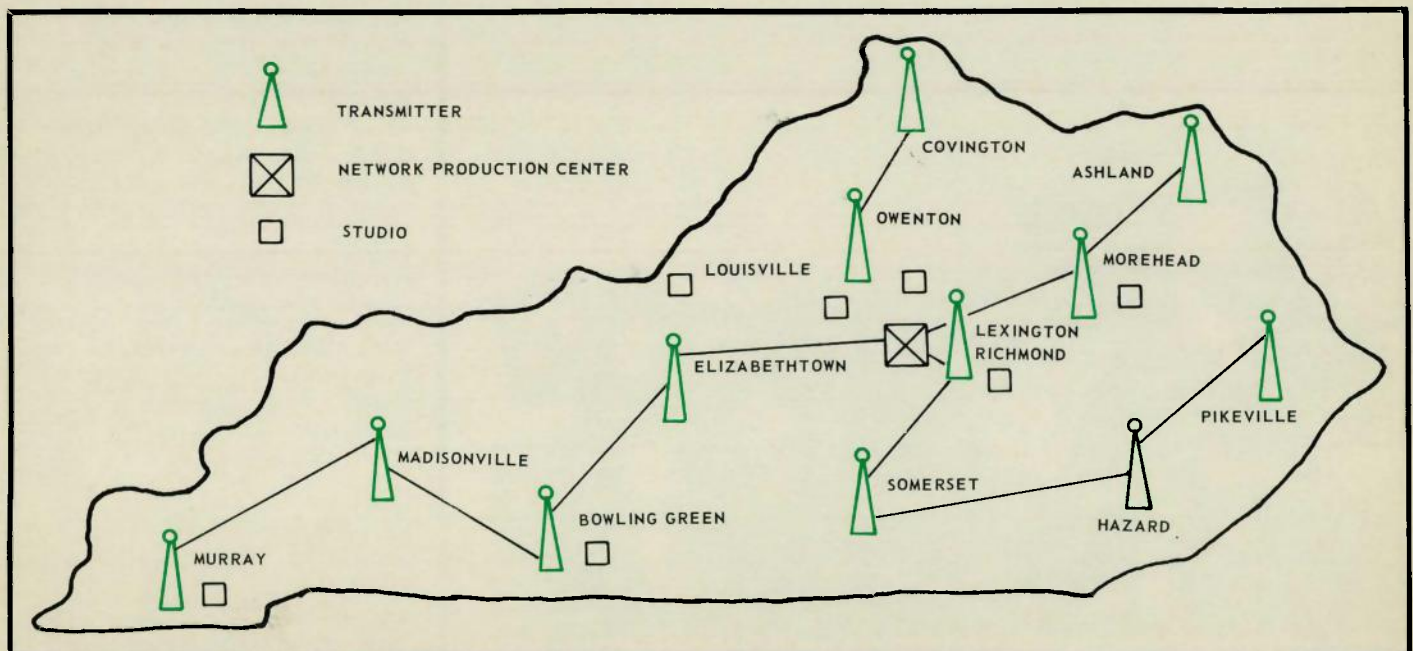 TRANSMITTER
NETWORK PRODUCTION CENTER
STUDIO
COVINGTON
ASHLAND
OWENTON
LOUISVILLE
MOREHEAD
LEXINGTON
RICHMOND
ELIZABETHTOWN
PIKEVILLE
MADISONVILLE
SOMERSET
BOWLING GREEN
HAZARD
MURRAY